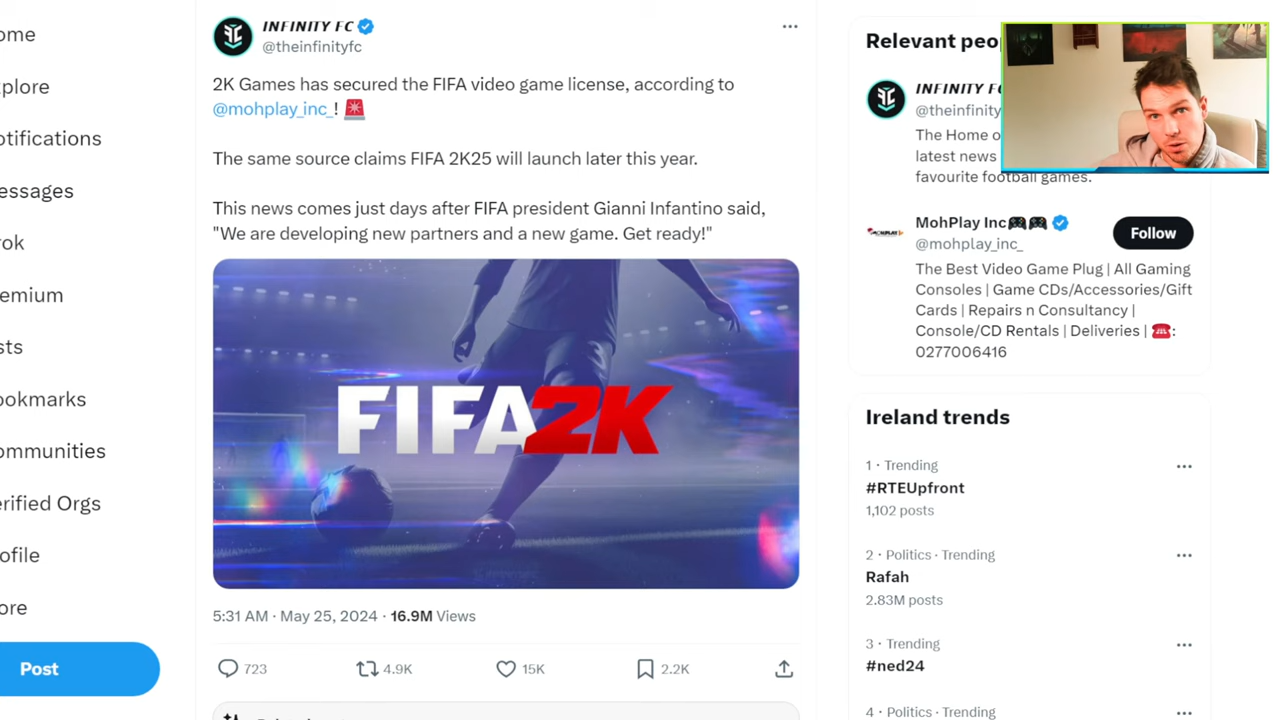 ome
xplore
otifications
essages
ok
emium
sts
ookmarks
ommunities
erified Orgs
ofile
ore
Post
INFINITY FC
@theinfinityfc
2K Games has secured the FIFA video game license, according to
@mohplay_inc_! 🚨
The same source claims FIFA 2K25 will launch later this year.
This news comes just days after FIFA president Gianni Infantino said,
"We are developing new partners and a new game. Get ready!"
FIFA2K
5:31 AM · May 25, 2024 · 16.9M Views
723 4.9K 15K 2.2K
Relevant peo
INFINITY FC
@theinfinity
The Home o
latest news
favourite football games.
MohPlay Inc🎮🎮
@mohplay_inc_
Follow
The Best Video Game Plug | All Gaming
Consoles | Game CDs/Accessories/Gift
Cards | Repairs n Consultancy |
Console/CD Rentals | Deliveries | ☎️:
0277006416
Ireland trends
1 · Trending
#RTEUpfront
1,102 posts
2 · Politics · Trending
Rafah
2.83M posts
3 · Trending
#ned24
4 · Politics · Trending